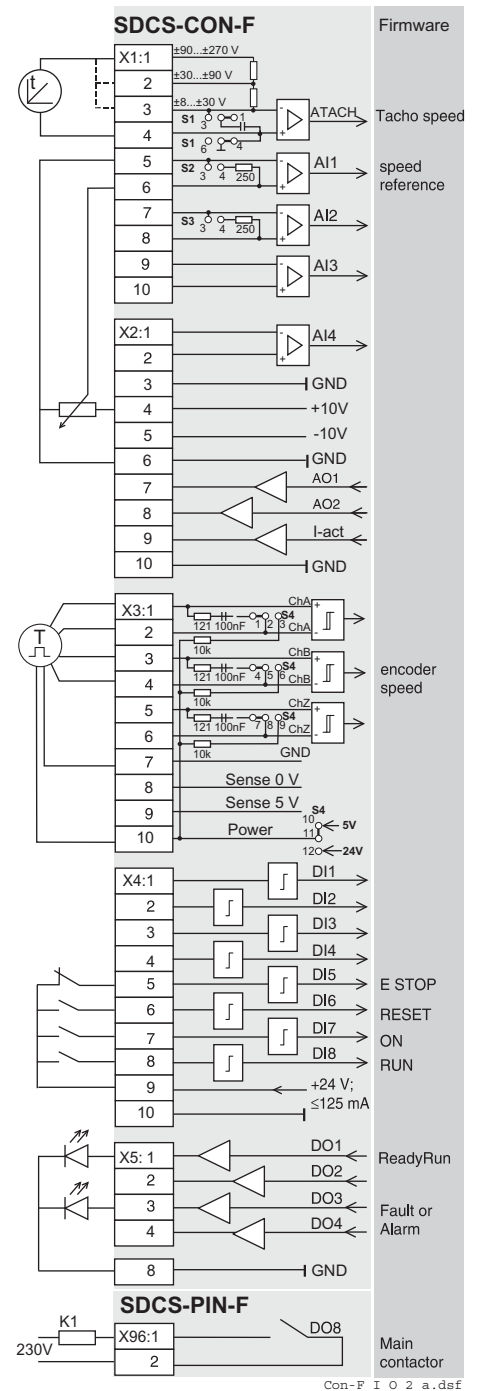 SDCS-CON-F Firmware
X1:1 ±90...±270 V
2 ±30...±90 V
3 ±8...±30 V
S1 3 1 - ATACH Tacho speed
4 S1 6 4 +
5 - AI1 speed
S2 3 4 250
6 + reference
7 - AI2
S3 3 4 250
8 +
9 - AI3
10 +
X2:1 - AI4
2 +
3 GND
4 +10V
5 -10V
6 GND
7 AO1
8 AO2
9 I-act
10 GND
t
T
X3:1 ChA +
121 100nF 1 2 3 S4
2 ChA -
10k
3 ChB + encoder
121 100nF 4 5 6 S4
4 ChB - speed
10k
5 ChZ +
121 100nF 7 8 9 S4
6 ChZ -
10k
7 GND
8 Sense 0 V
9 Sense 5 V S4
10 5V
10 Power 11
12 24V
X4:1 DI1
2 DI2
3 DI3
4 DI4
5 DI5 E STOP
6 DI6 RESET
7 DI7 ON
8 DI8 RUN
9 +24 V;
≤125 mA
10
X5: 1 DO1 ReadyRun
2 DO2
3 DO3 Fault or
4 DO4 Alarm
8 GND
SDCS-PIN-F
K1 X96:1 DO8 Main
230V
2 contactor
Con-F I O 2 a.dsf